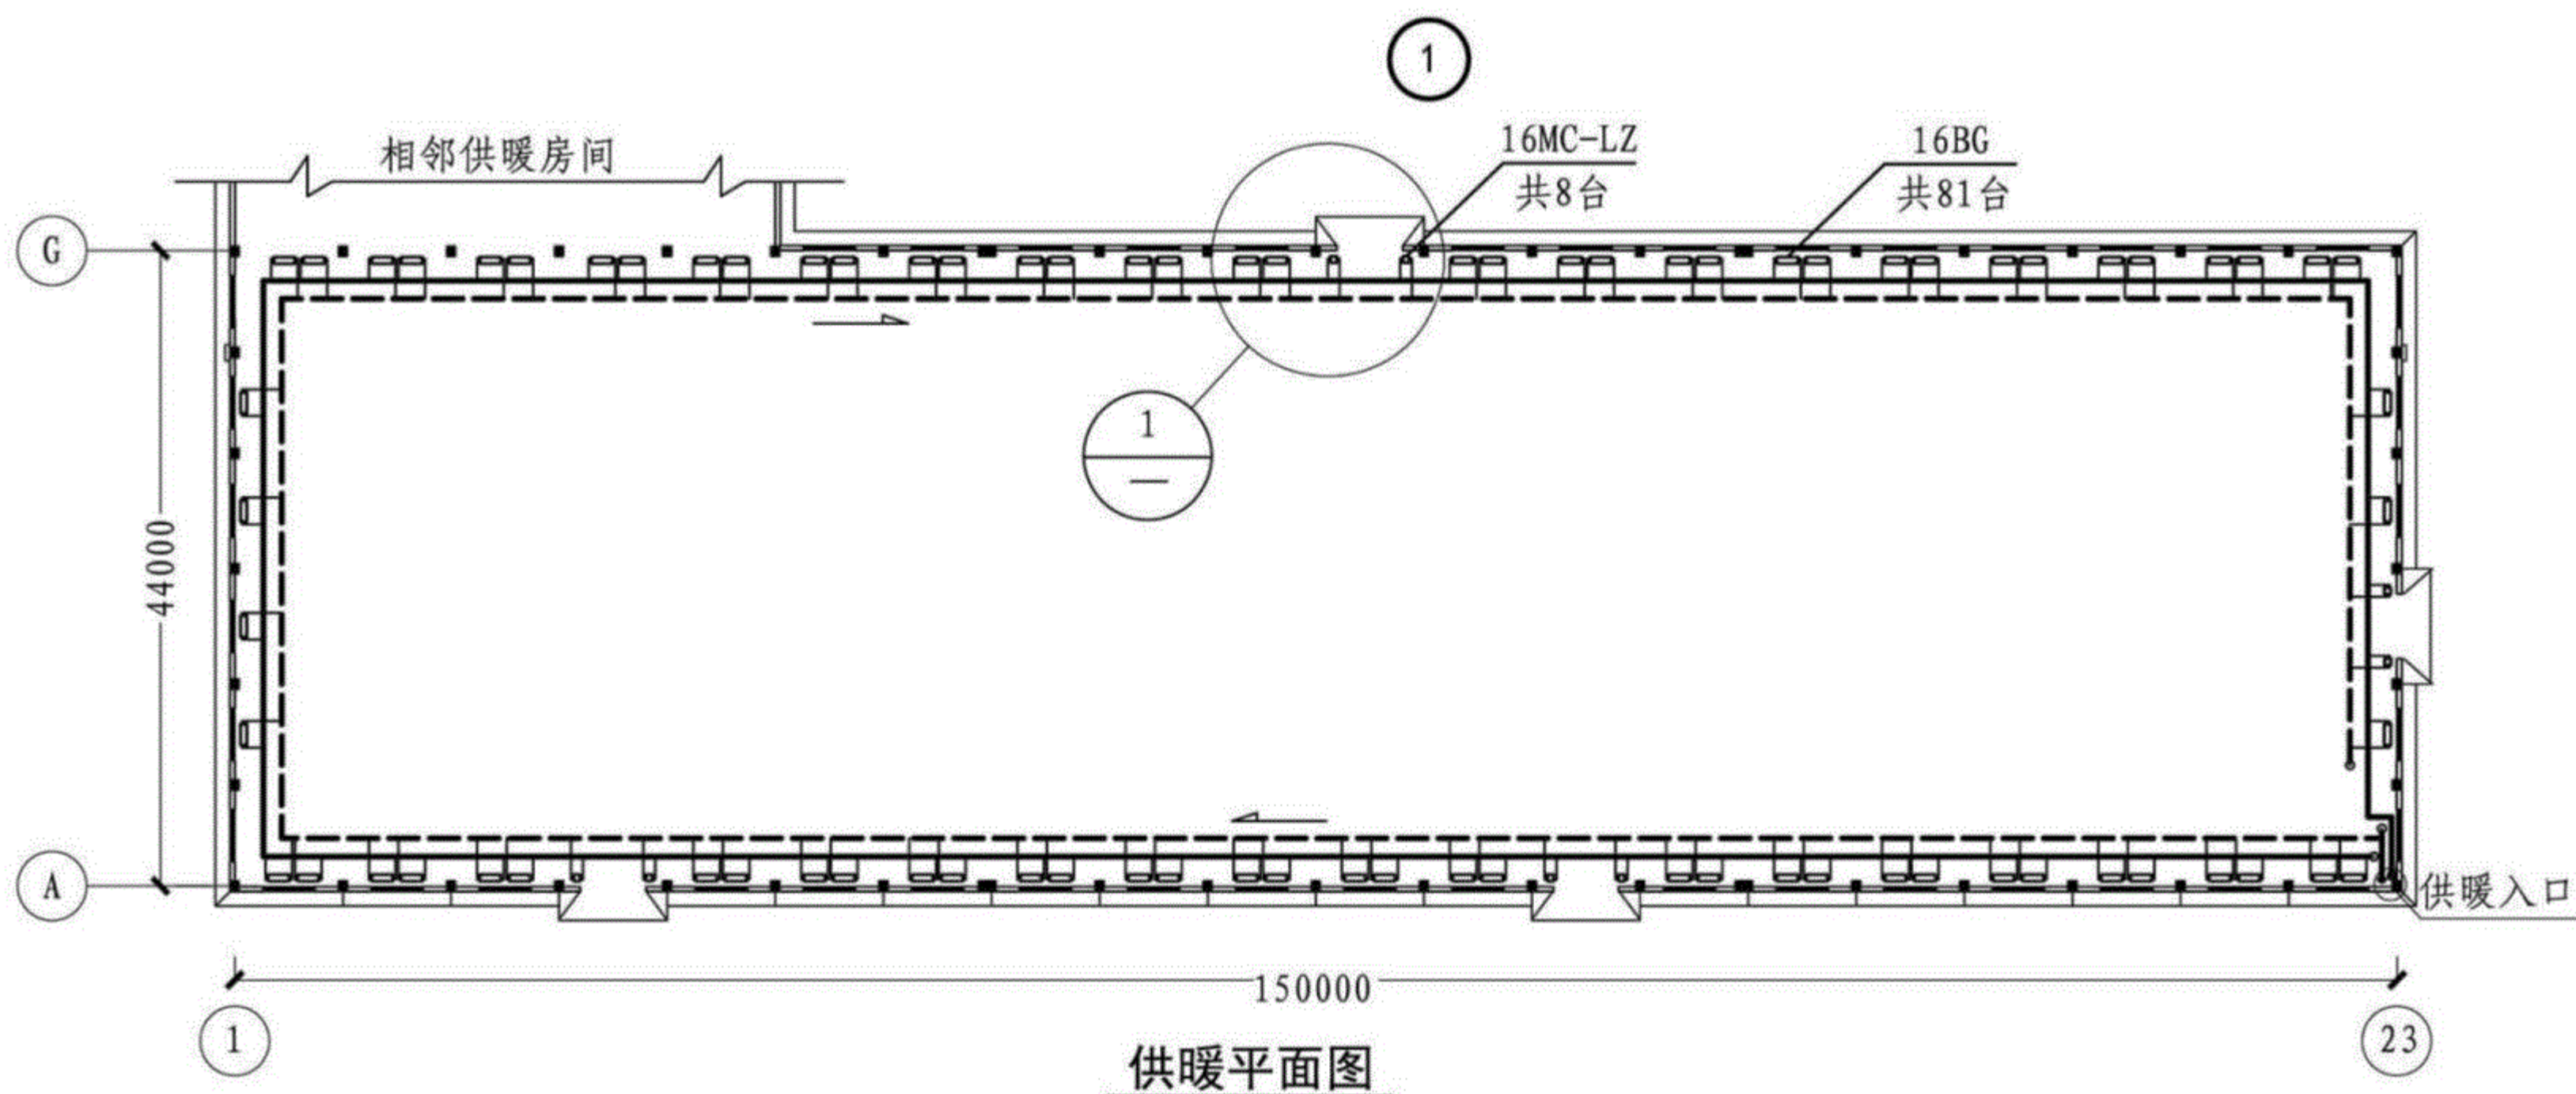 1
相邻供暖房间
16MC-LZ
共8台
16BG
共81台
G
1
—
44000
A
供暖入口
150000
1
23
供暖平面图